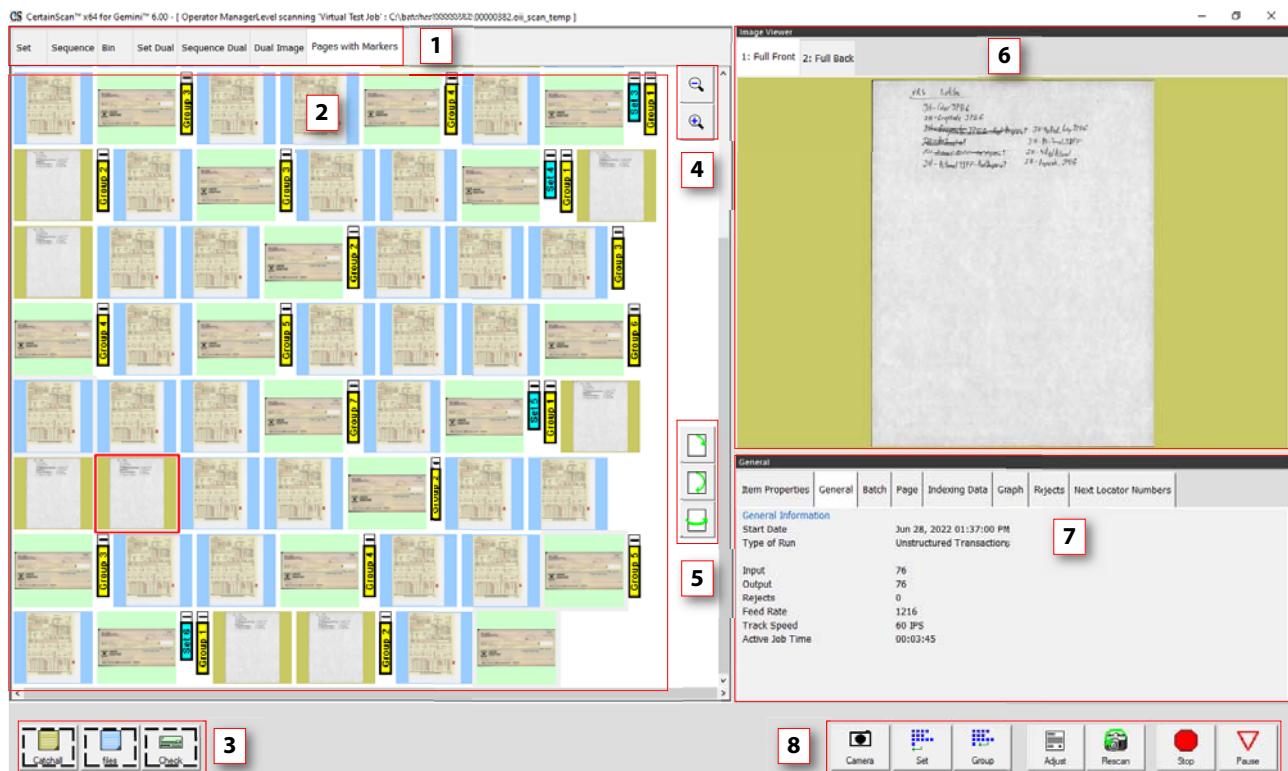 CS CertainScan™ x64 for Gemini™ 6.00 - [ Operator ManagerLevel scanning 'Virtual Test Job' : C:\batches\00000382\00000382.oii_scan_temp ]
Set Sequence Bin Set Dual Sequence Dual Dual Image Pages with Markers
1
Image Viewer
1: Full Front 2: Full Back
6
2
Group 3 Group 4 Set 3 Group 1
4
Group 2 Group 3 Set 4 Group 1
Group 2 Group 3
Group 4 Group 5 Group 6
Group 7 Set 5 Group 1
Group 2
5
Group 3 Group 4 Group 5
Set 6 Group 1 Group 2
General
Item Properties General Batch Page Indexing Data Graph Rejects Next Locator Numbers
General Information
Start Date Jun 28, 2022 01:37:00 PM
Type of Run Unstructured Transactions
7
Input 76
Output 76
Rejects 0
Feed Rate 1216
Track Speed 60 IPS
Active Job Time 00:03:45
Catchall files Check
3
8
Camera Set Group Adjust Rescan Stop Pause